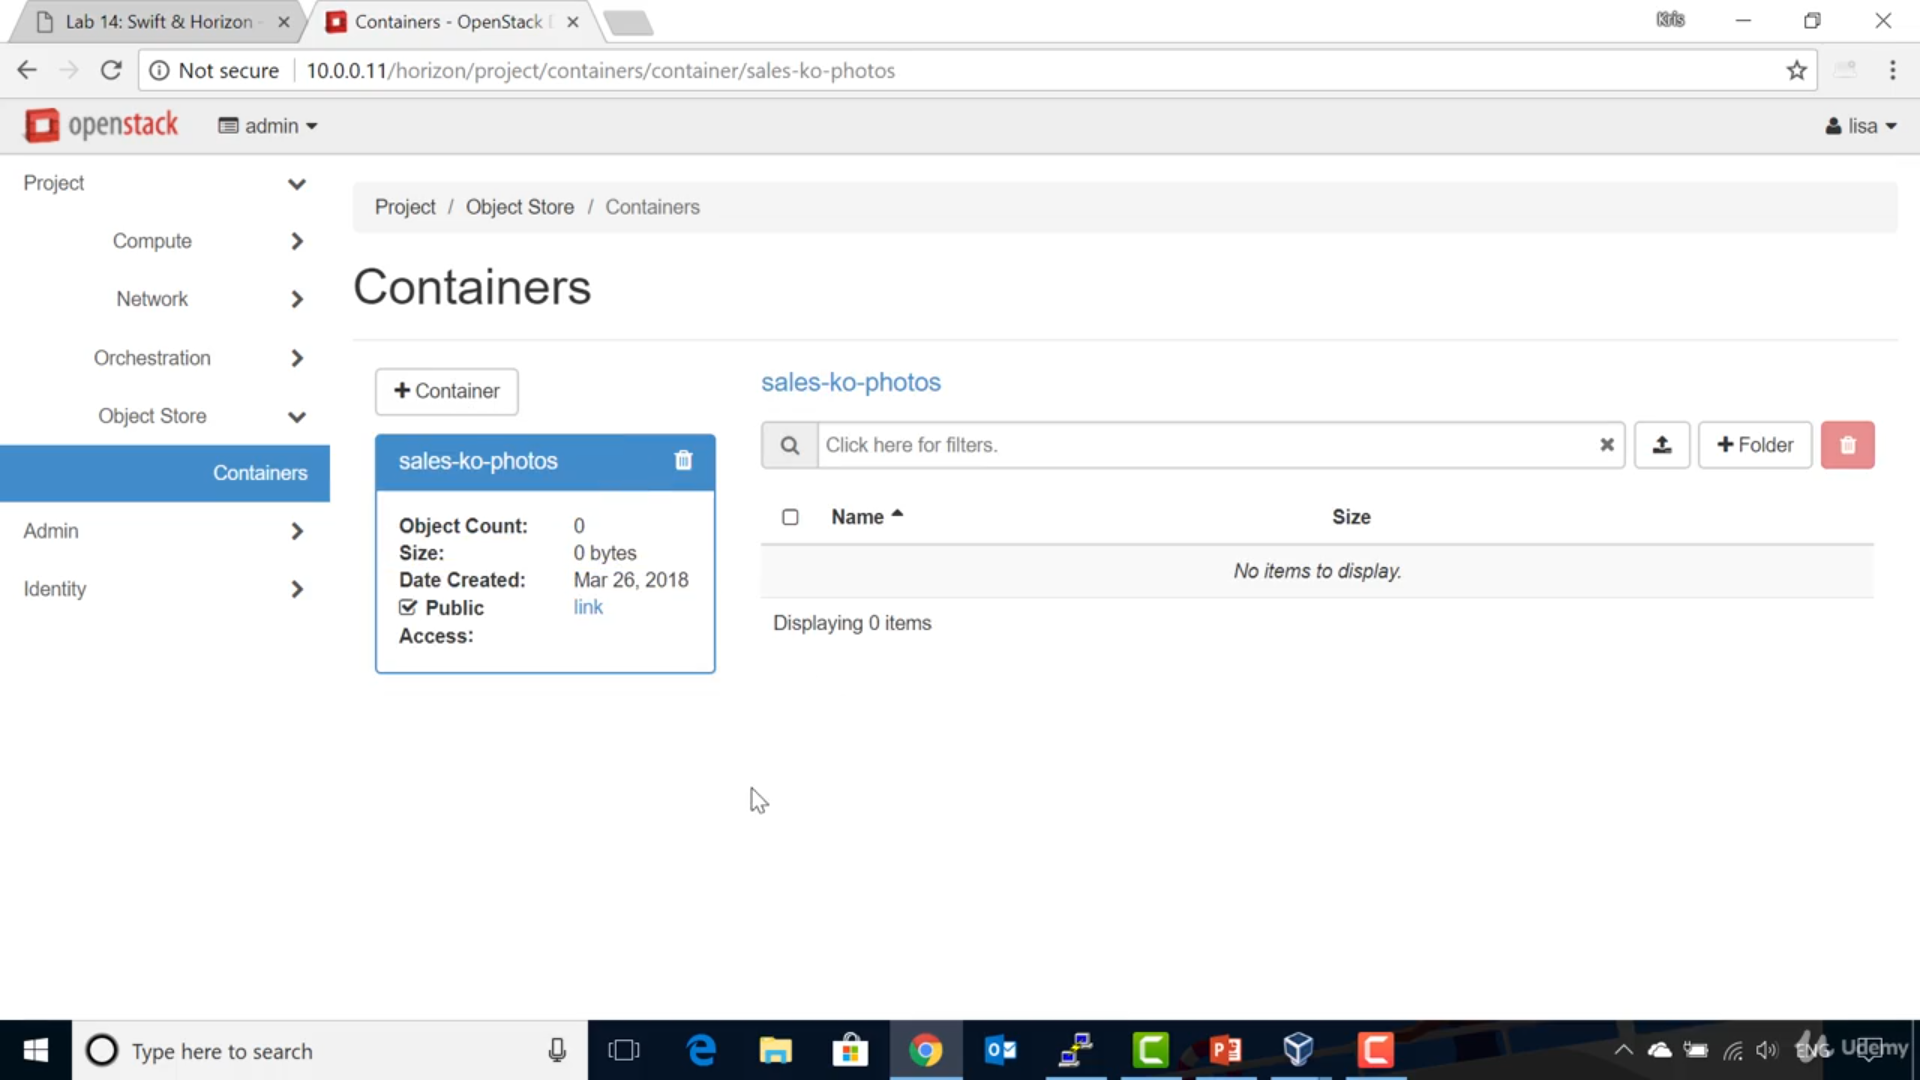 Lab 14: Swift & Horizon
Containers - OpenStack
Kris
Not secure
10.0.0.11/horizon/project/containers/container/sales-ko-photos
openstack
admin
lisa
Project
Compute
Network
Orchestration
Object Store
Containers
Admin
Identity
Project / Object Store / Containers
Containers
+ Container
sales-ko-photos
Object Count: 0
Size: 0 bytes
Date Created: Mar 26, 2018
Public link
Access:
sales-ko-photos
Click here for filters.
+ Folder
Name
Size
No items to display.
Displaying 0 items
Type here to search
ENG
Udemy